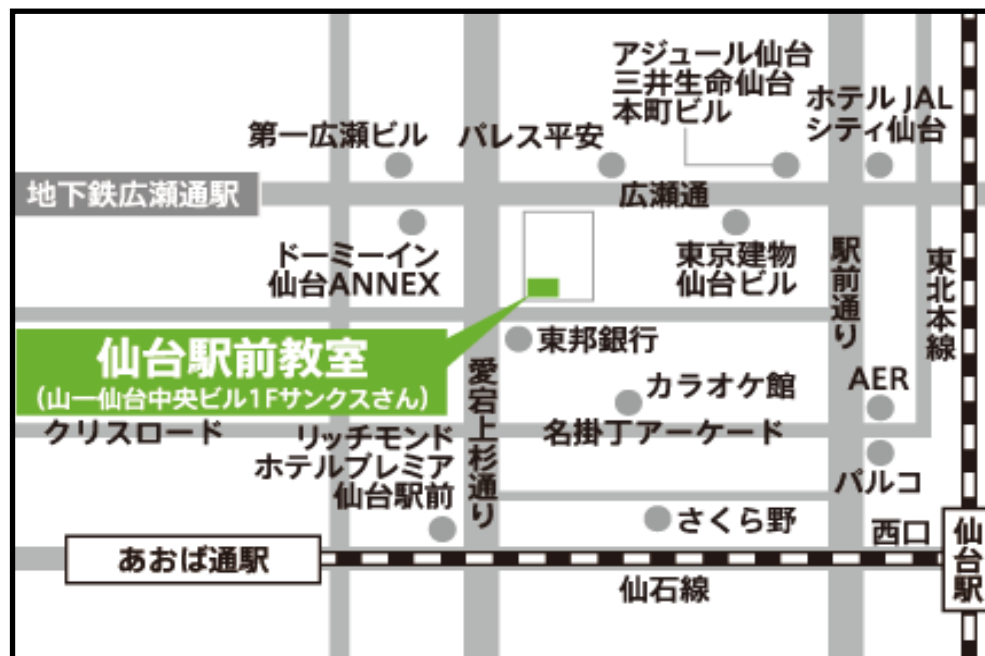 アジュール仙台
三井生命仙台
本町ビル
ホテル JAL
シティ仙台
第一広瀬ビル
パレス平安
地下鉄広瀬通駅
広瀬通
ドーミーイン
仙台ANNEX
東京建物
仙台ビル
駅前通り
東北本線
仙台駅前教室
(山一仙台中央ビル1Fサンクスさん)
東邦銀行
愛宕上杉通り
カラオケ館
AER
クリスロード
リッチモンド
ホテルプレミア
仙台駅前
名掛丁アーケード
パルコ
さくら野
西口
仙台駅
あおば通駅
仙石線